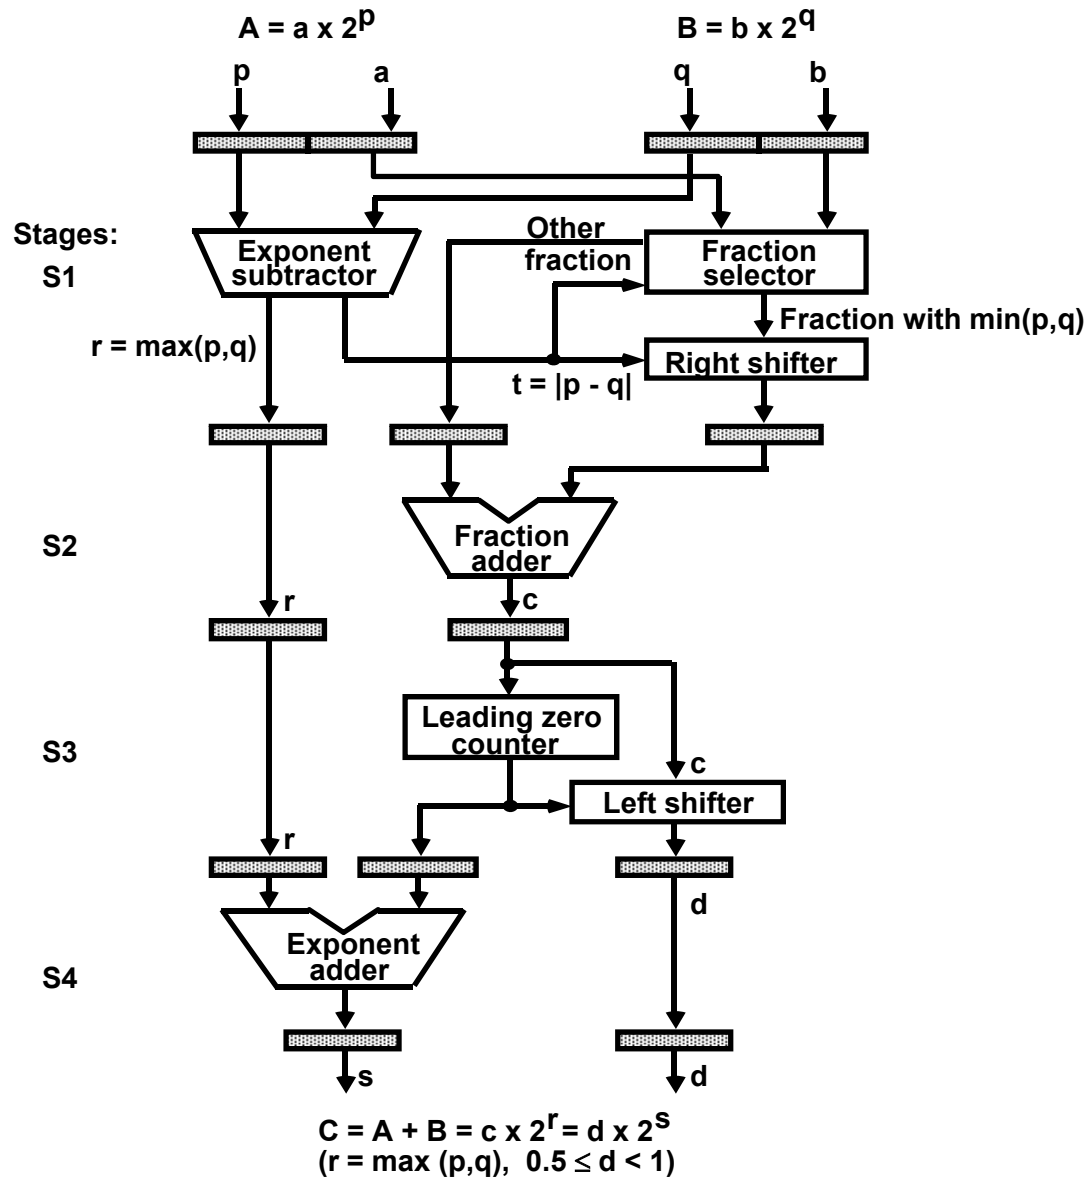 A = a x 2^p
B = b x 2^q
p
a
q
b
Stages:
S1
Exponent
subtractor
Other
fraction
Fraction
selector
Fraction with min(p,q)
r = max(p,q)
Right shifter
t = |p - q|
S2
Fraction
adder
r
c
S3
Leading zero
counter
c
Left shifter
r
d
Exponent
adder
S4
s
d
C = A + B = c x 2^r = d x 2^s
(r = max (p,q), 0.5 ≤ d < 1)